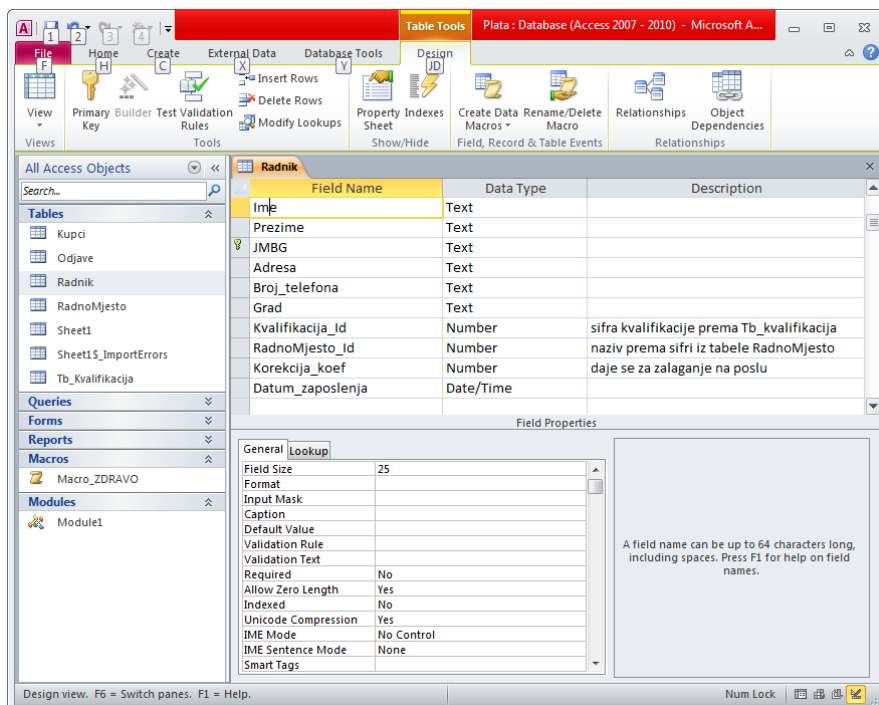 Table Tools Plata : Database (Access 2007 - 2010) - Microsoft A...
1 2 3 4
File Home Create External Data Database Tools Design
F H C X Y JD
View
Primary Key
Builder
Test Validation Rules
Insert Rows
Delete Rows
Modify Lookups
Property Sheet
Indexes
Create Data Macros
Rename/Delete Macro
Relationships
Object Dependencies
Views Tools Show/Hide Field, Record & Table Events Relationships
All Access Objects
Search...
Tables
Kupci
Odjave
Radnik
RadnoMjesto
Sheet1
Sheet1$_ImportErrors
Tb_Kvalifikacija
Queries
Forms
Reports
Macros
Macro_ZDRAVO
Modules
Module1
Radnik
Field Name Data Type Description
Ime Text
Prezime Text
JMBG Text
Adresa Text
Broj_telefona Text
Grad Text
Kvalifikacija_Id Number sifra kvalifikacije prema Tb_kvalifikacija
RadnoMjesto_Id Number naziv prema sifri iz tabele RadnoMjesto
Korekcija_koef Number daje se za zalaganje na poslu
Datum_zaposlenja Date/Time
Field Properties
General Lookup
Field Size 25
Format
Input Mask
Caption
Default Value
Validation Rule
Validation Text
Required No
Allow Zero Length Yes
Indexed No
Unicode Compression Yes
IME Mode No Control
IME Sentence Mode None
Smart Tags
A field name can be up to 64 characters long,
including spaces. Press F1 for help on field
names.
Design view. F6 = Switch panes. F1 = Help. Num Lock